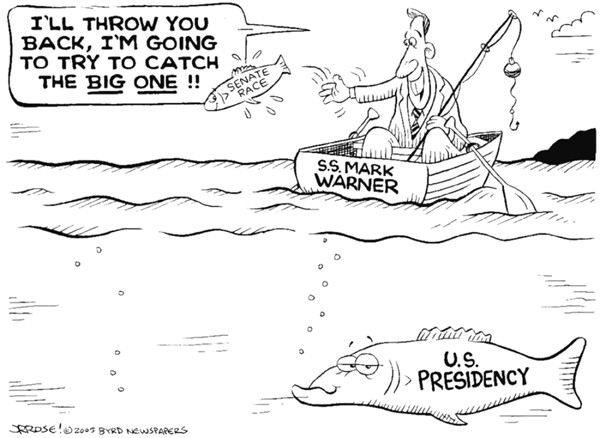 I'LL THROW YOU
BACK, I'M GOING
TO TRY TO CATCH
THE BIG ONE !!
SENATE
RACE
S.S. MARK
WARNER
U.S.
PRESIDENCY
JRROSE! © 2005 BYRD NEWSPAPERS